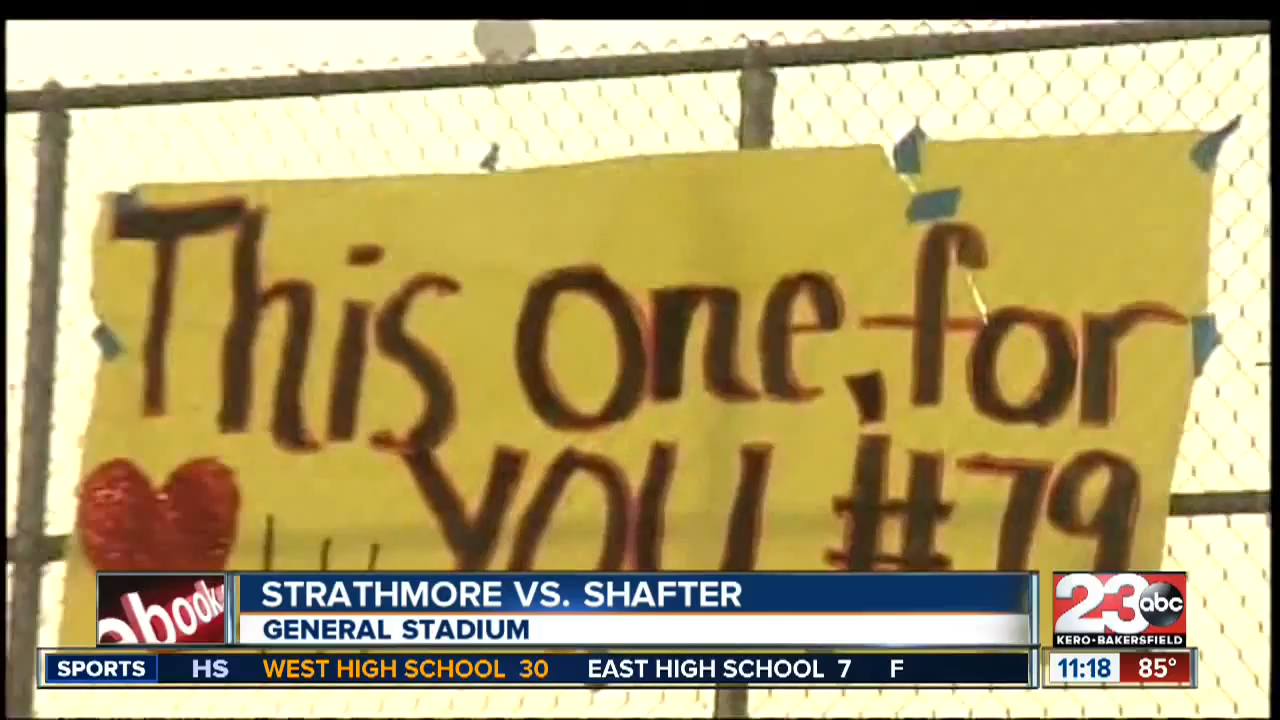 This one, for
YOU #79
abook
STRATHMORE VS. SHAFTER
GENERAL STADIUM
23 abc
KERO-BAKERSFIELD
SPORTS HS WEST HIGH SCHOOL 30 EAST HIGH SCHOOL 7 F
11:18 85°